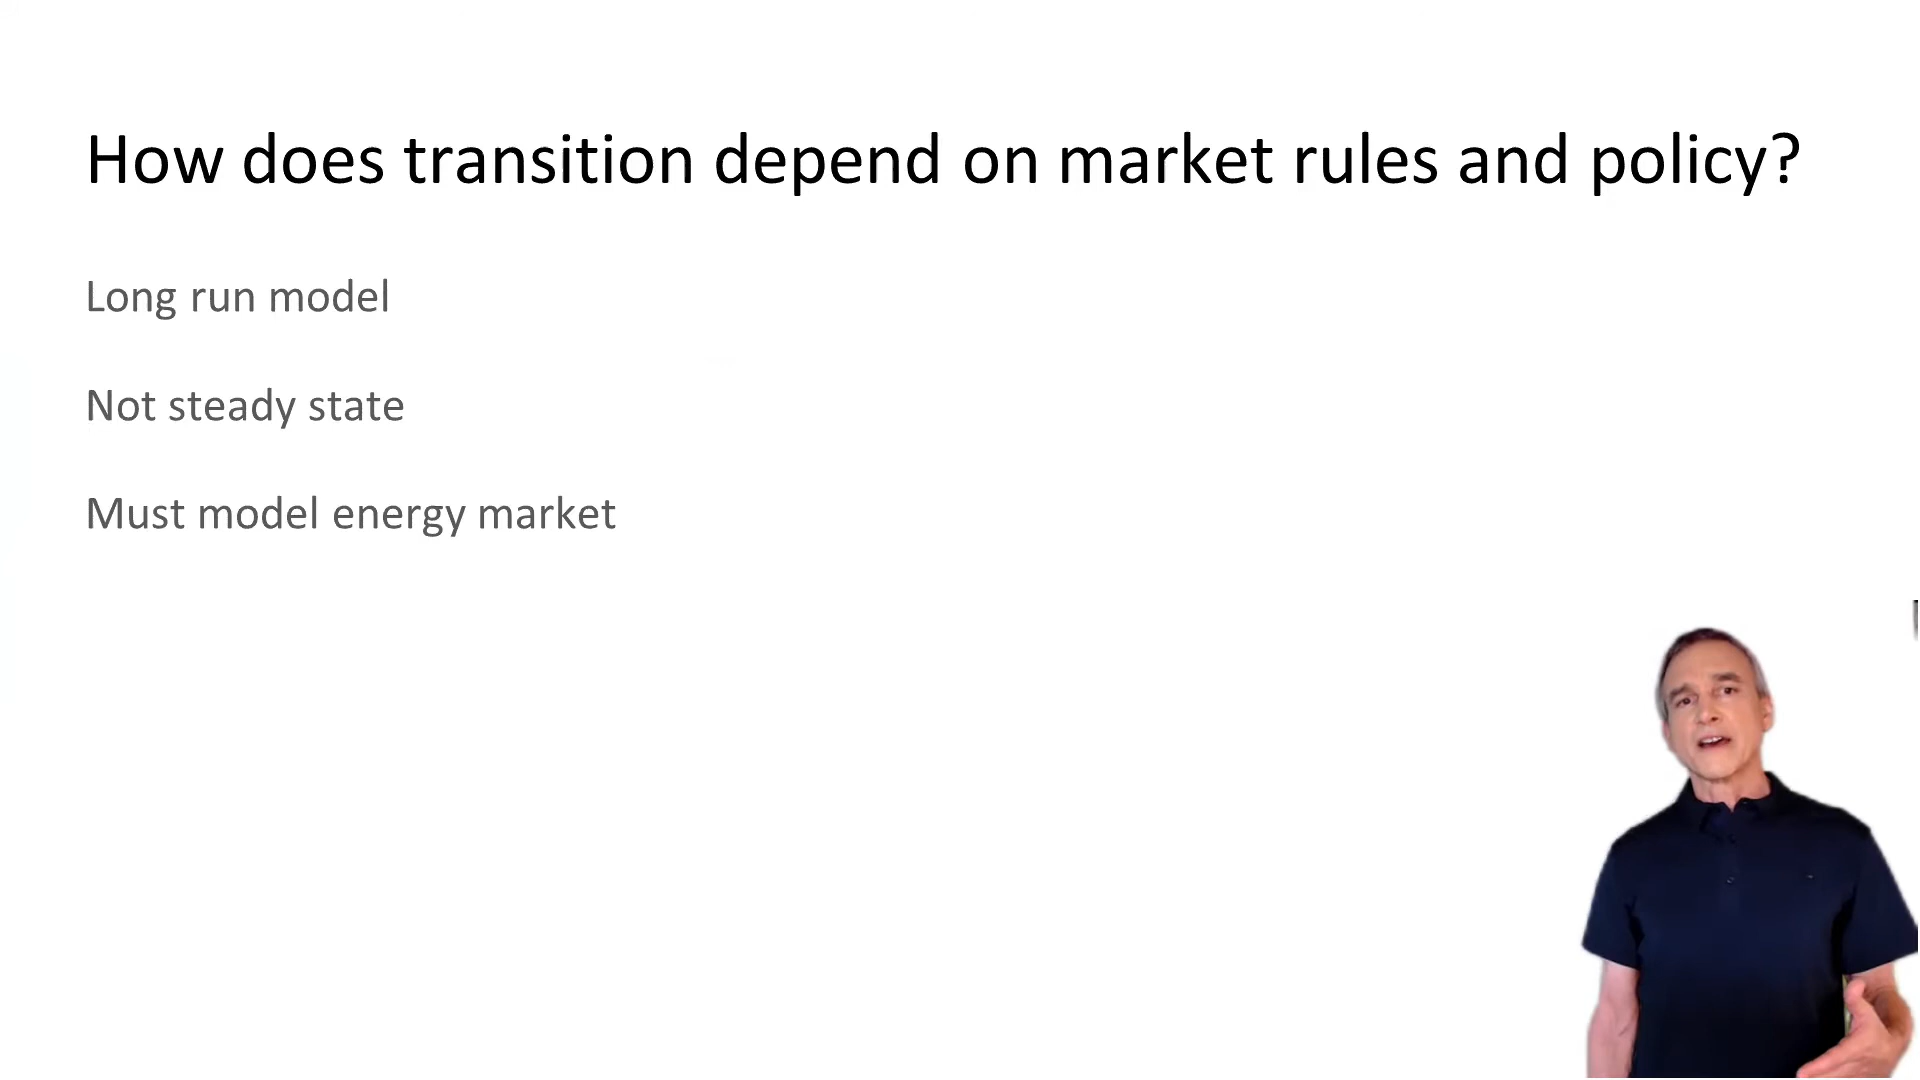 How does transition depend on market rules and policy?
Long run model
Not steady state
Must model energy market